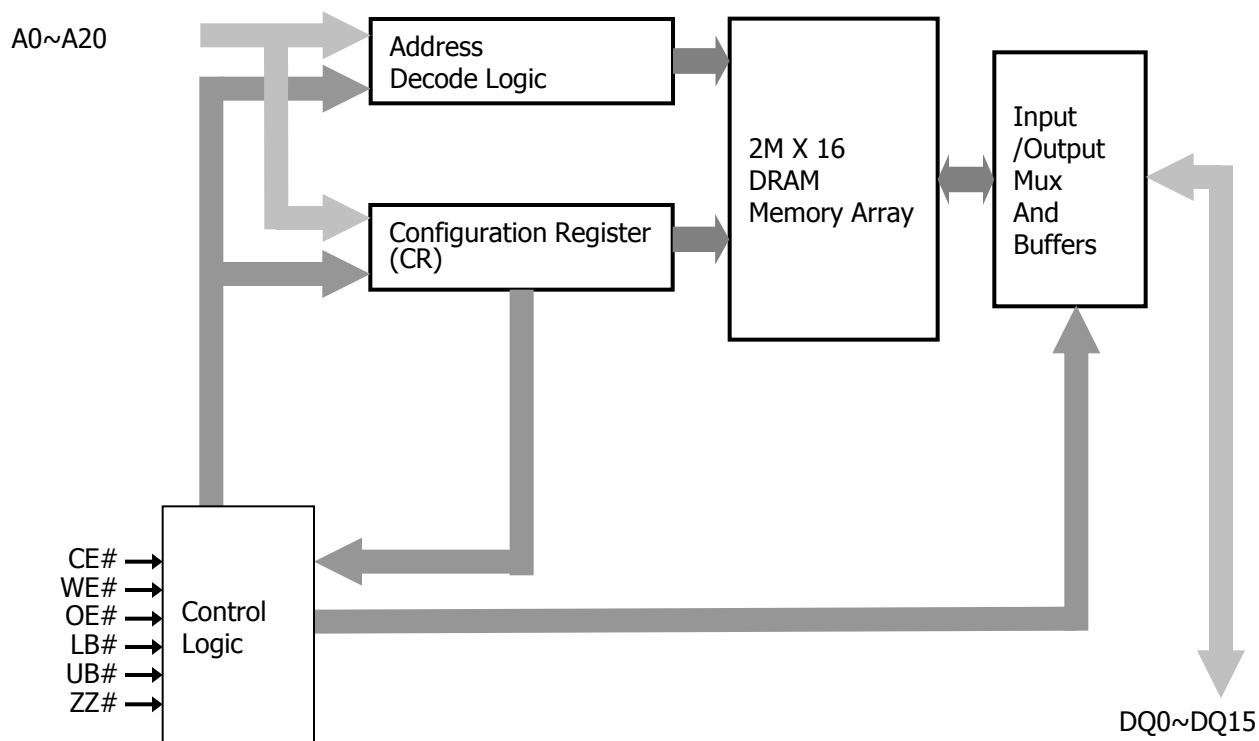 A0~A20
Address
Decode Logic
Configuration Register
(CR)
2M X 16
DRAM
Memory Array
Input
/Output
Mux
And
Buffers
CE#
WE#
OE#
LB#
UB#
ZZ#
Control
Logic
DQ0~DQ15